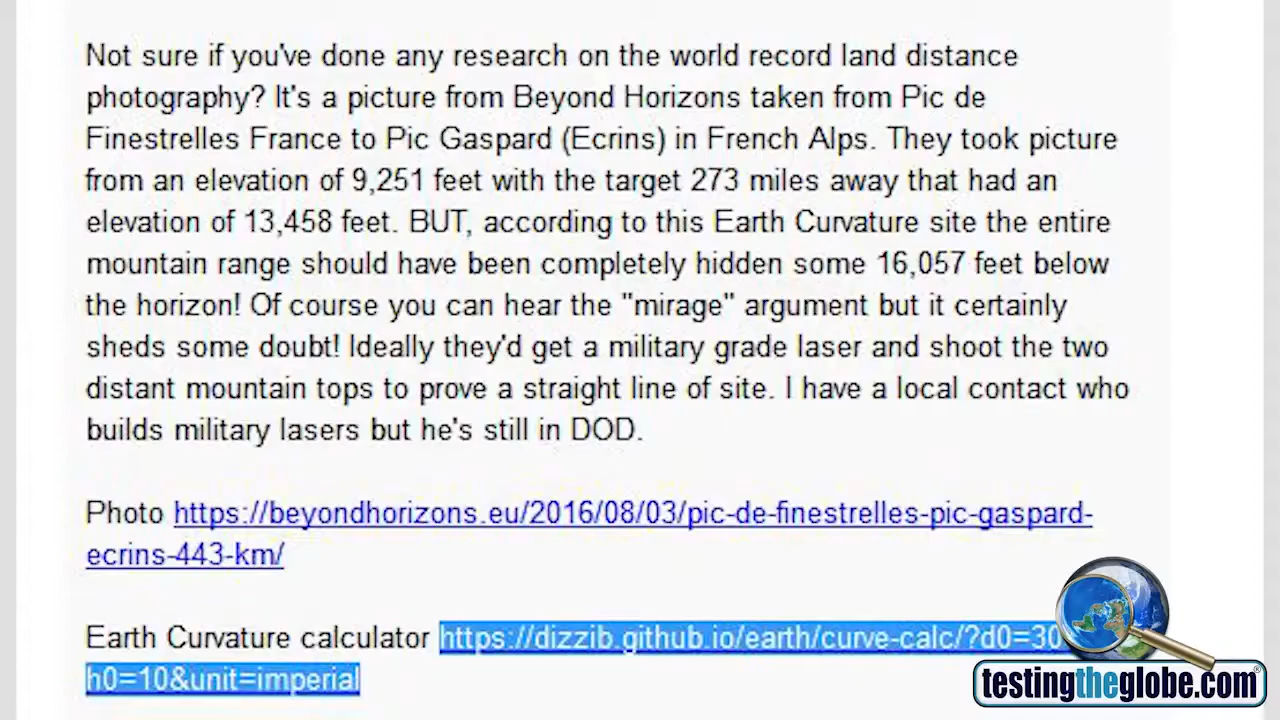 Not sure if you've done any research on the world record land distance
photography? It's a picture from Beyond Horizons taken from Pic de
Finestrelles France to Pic Gaspard (Ecrins) in French Alps. They took picture
from an elevation of 9,251 feet with the target 273 miles away that had an
elevation of 13,458 feet. BUT, according to this Earth Curvature site the entire
mountain range should have been completely hidden some 16,057 feet below
the horizon! Of course you can hear the "mirage" argument but it certainly
sheds some doubt! Ideally they'd get a military grade laser and shoot the two
distant mountain tops to prove a straight line of site. I have a local contact who
builds military lasers but he's still in DOD.
Photo https://beyondhorizons.eu/2016/08/03/pic-de-finestrelles-pic-gaspard-
ecrins-443-km/
Earth Curvature calculator https://dizzib.github.io/earth/curve-calc/?d0=30
h0=10&unit=imperial
testingtheglobe.com®